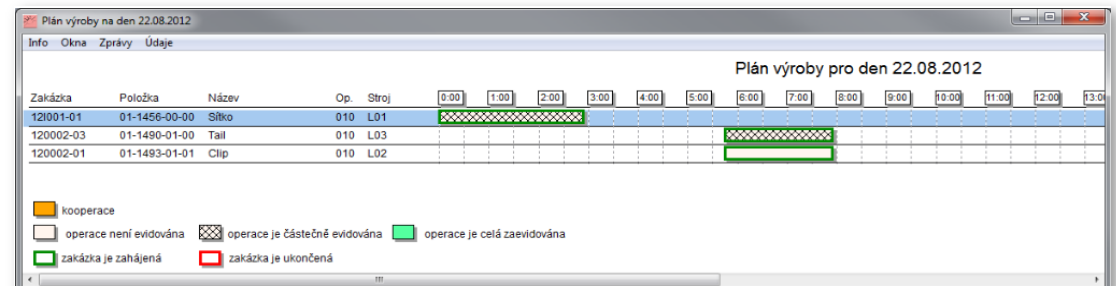 Plán výroby na den 22.08.2012
Info Okna Zprávy Údaje
Plán výroby pro den 22.08.2012
Zakázka Položka Název Op. Stroj 0:00 1:00 2:00 3:00 4:00 5:00 6:00 7:00 8:00 9:00 10:00 11:00 12:00 13:0
12I001-01 01-1456-00-00 Sítko 010 L01
120002-03 01-1490-01-00 Tail 010 L03
120002-01 01-1493-01-01 Clip 010 L02
kooperace
operace není evidována operace je částečně evidována operace je celá zaevidována
zakázka je zahájená zakázka je ukončená